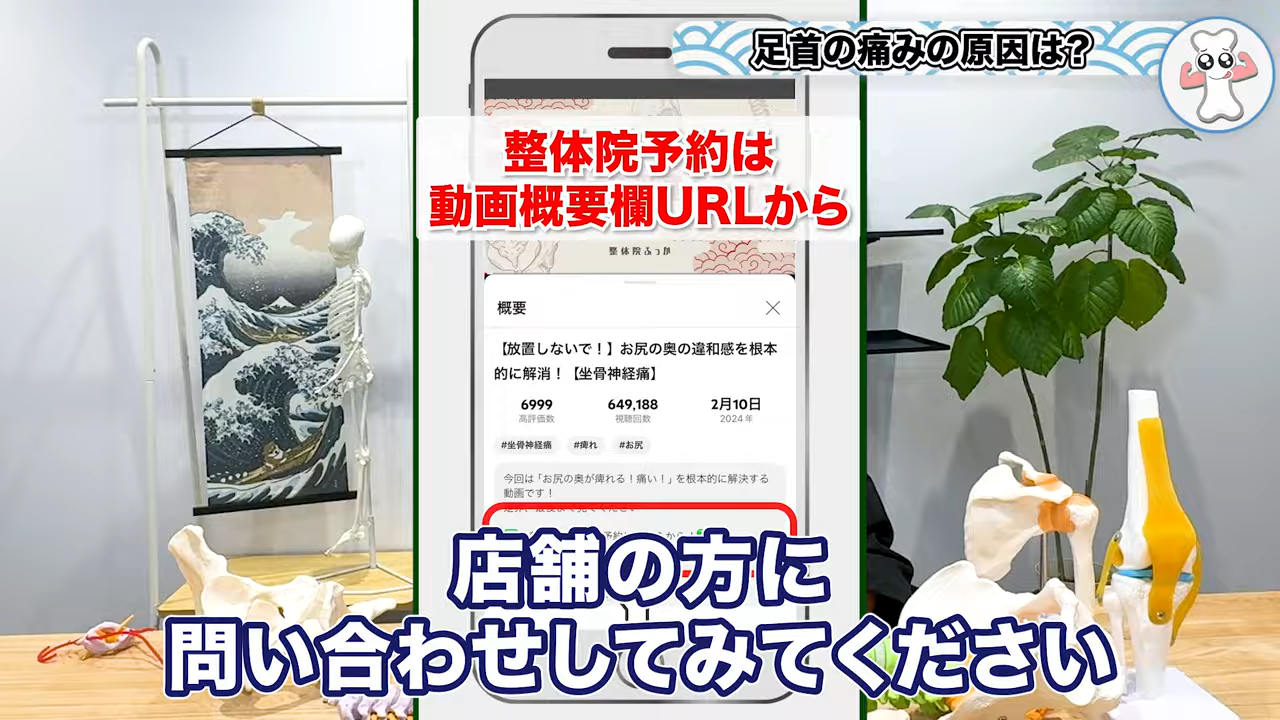 足首の痛みの原因は?
整体院予約は
動画概要欄URLから
整体院ふっか
概要
【放置しないで!】お尻の奥の違和感を根本
的に解消!【坐骨神経痛】
6999
649,188
2月10日
高評価数
視聴回数
2024年
#坐骨神経痛
#痺れ
#お尻
今回は「お尻の奥が痺れる!痛い!」を根本的に解決する
動画です!
店舗の方に
問い合わせしてみてください